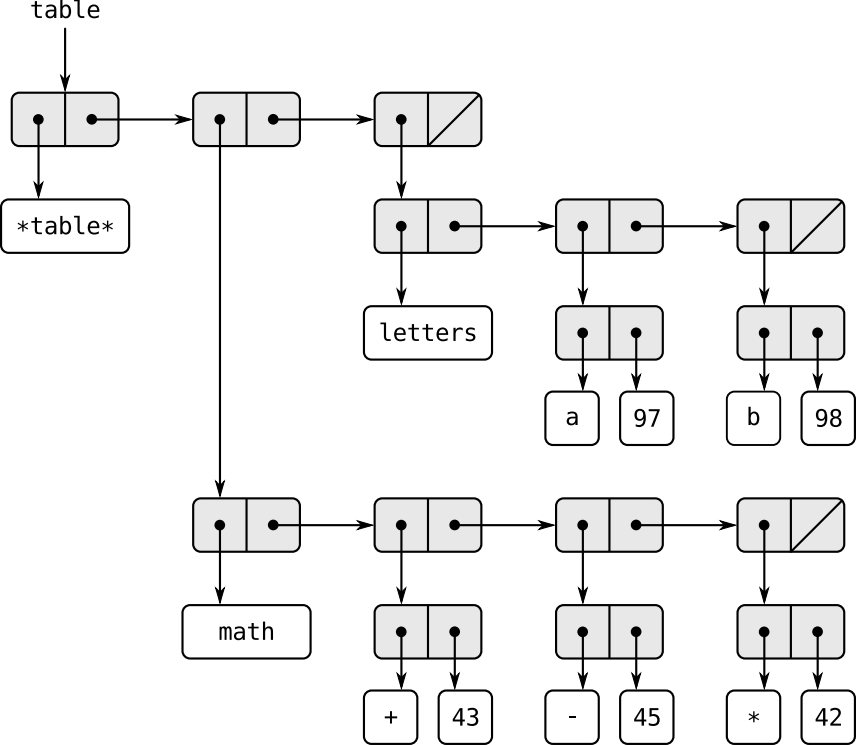 table
*table*
letters
a 97 b 98
math
+ 43 - 45 * 42